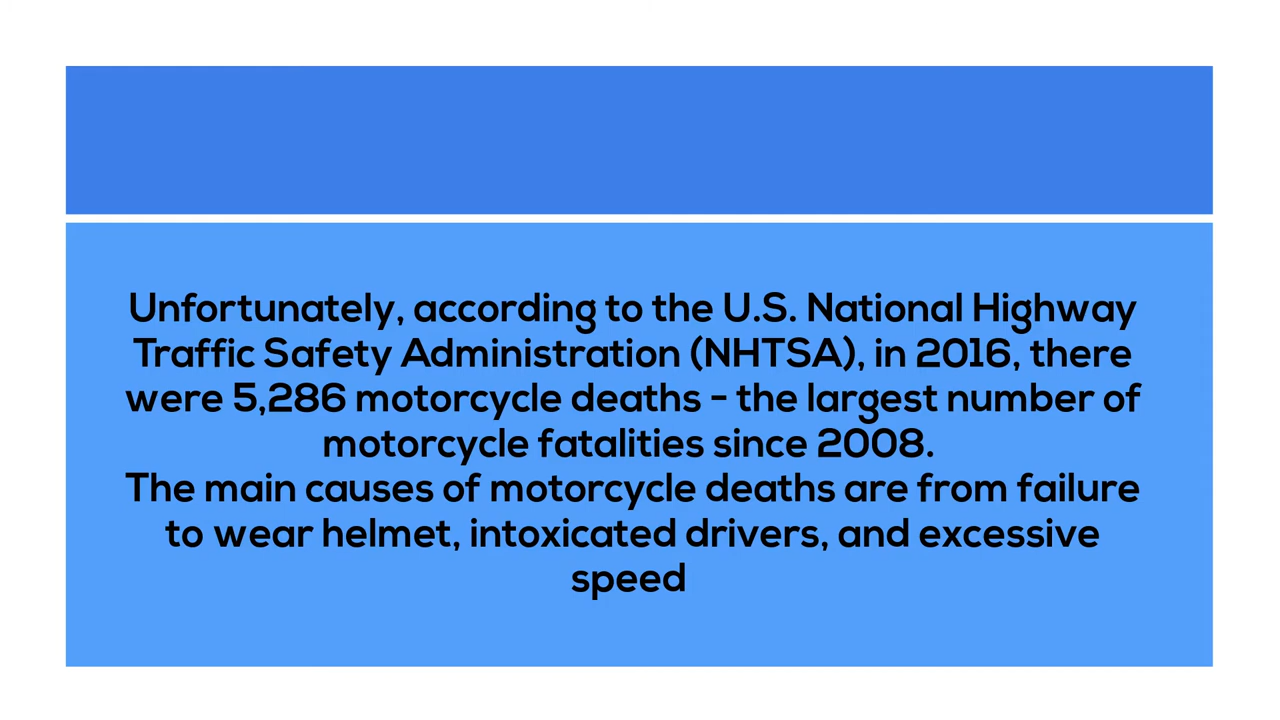 Unfortunately, according to the U.S. National Highway
Traffic Safety Administration (NHTSA), in 2016, there
were 5,286 motorcycle deaths - the largest number of
motorcycle fatalities since 2008.
The main causes of motorcycle deaths are from failure
to wear helmet, intoxicated drivers, and excessive
speed